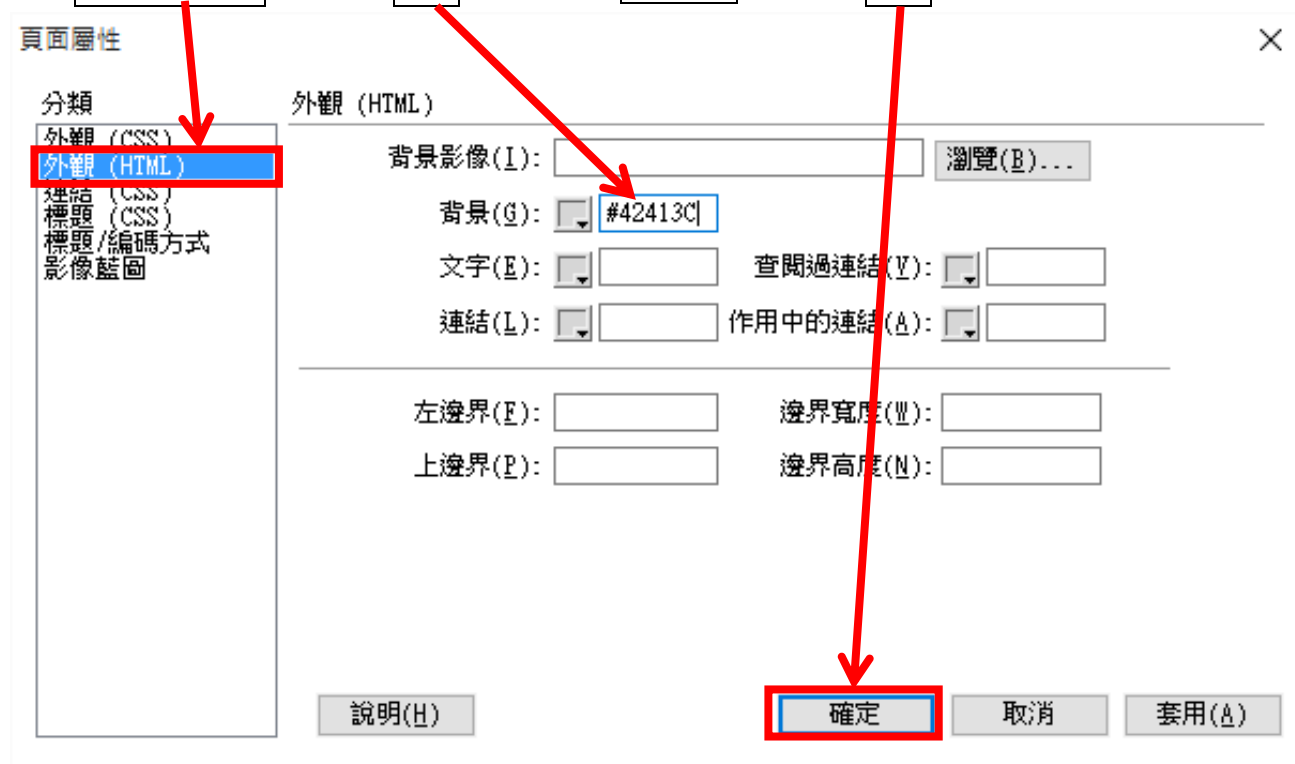 頁面屬性
分類
外觀 (CSS)
外觀 (HTML)
連結 (CSS)
標題 (CSS)
標題/編碼方式
影像藍圖
外觀 (HTML)
背景影像(I): 瀏覽(B)...
背景(G): #42413C
文字(E): 查閱過連結(V):
連結(L): 作用中的連結(A):
左邊界(F): 邊界寬度(W):
上邊界(P): 邊界高度(N):
說明(H) 確定 取消 套用(A)